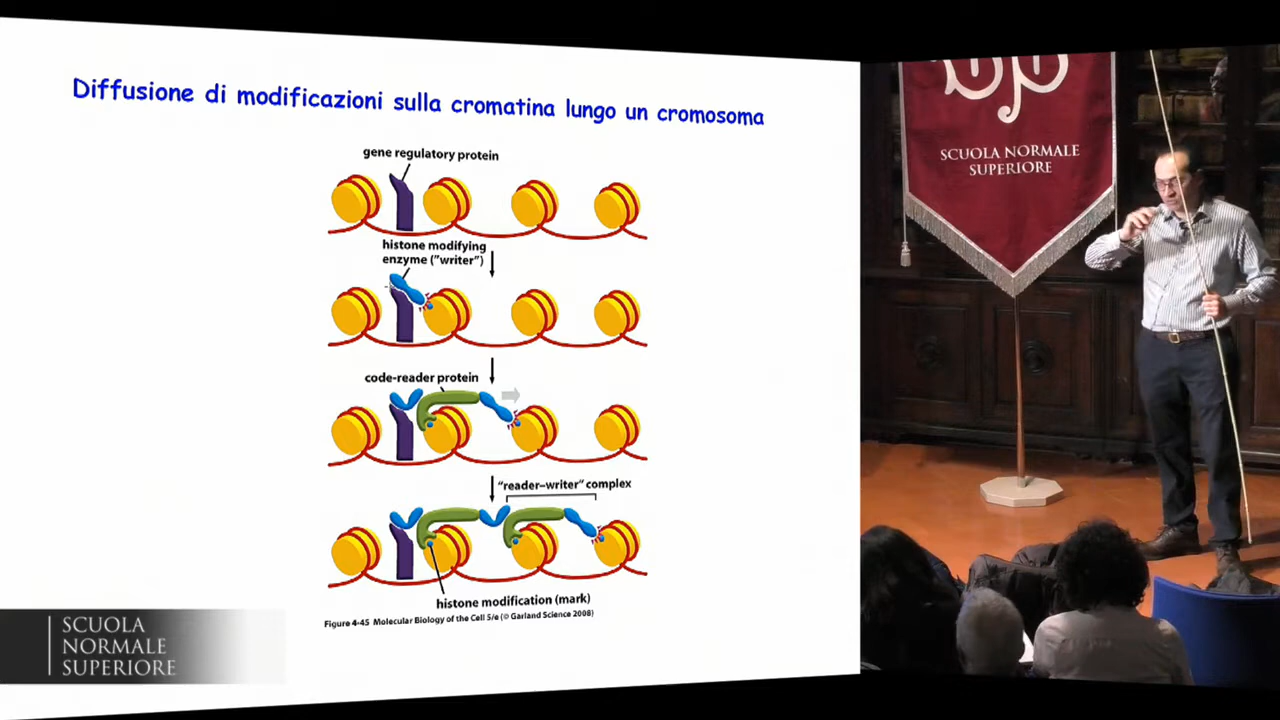 Diffusione di modificazioni sulla cromatina lungo un cromosoma
gene regulatory protein
histone modifying
enzyme ("writer")
code-reader protein
"reader–writer" complex
histone modification (mark)
Figure 4-45 Molecular Biology of the Cell 5/e (© Garland Science 2008)
SCUOLA
NORMALE
SUPERIORE
SCUOLA NORMALE
SUPERIORE